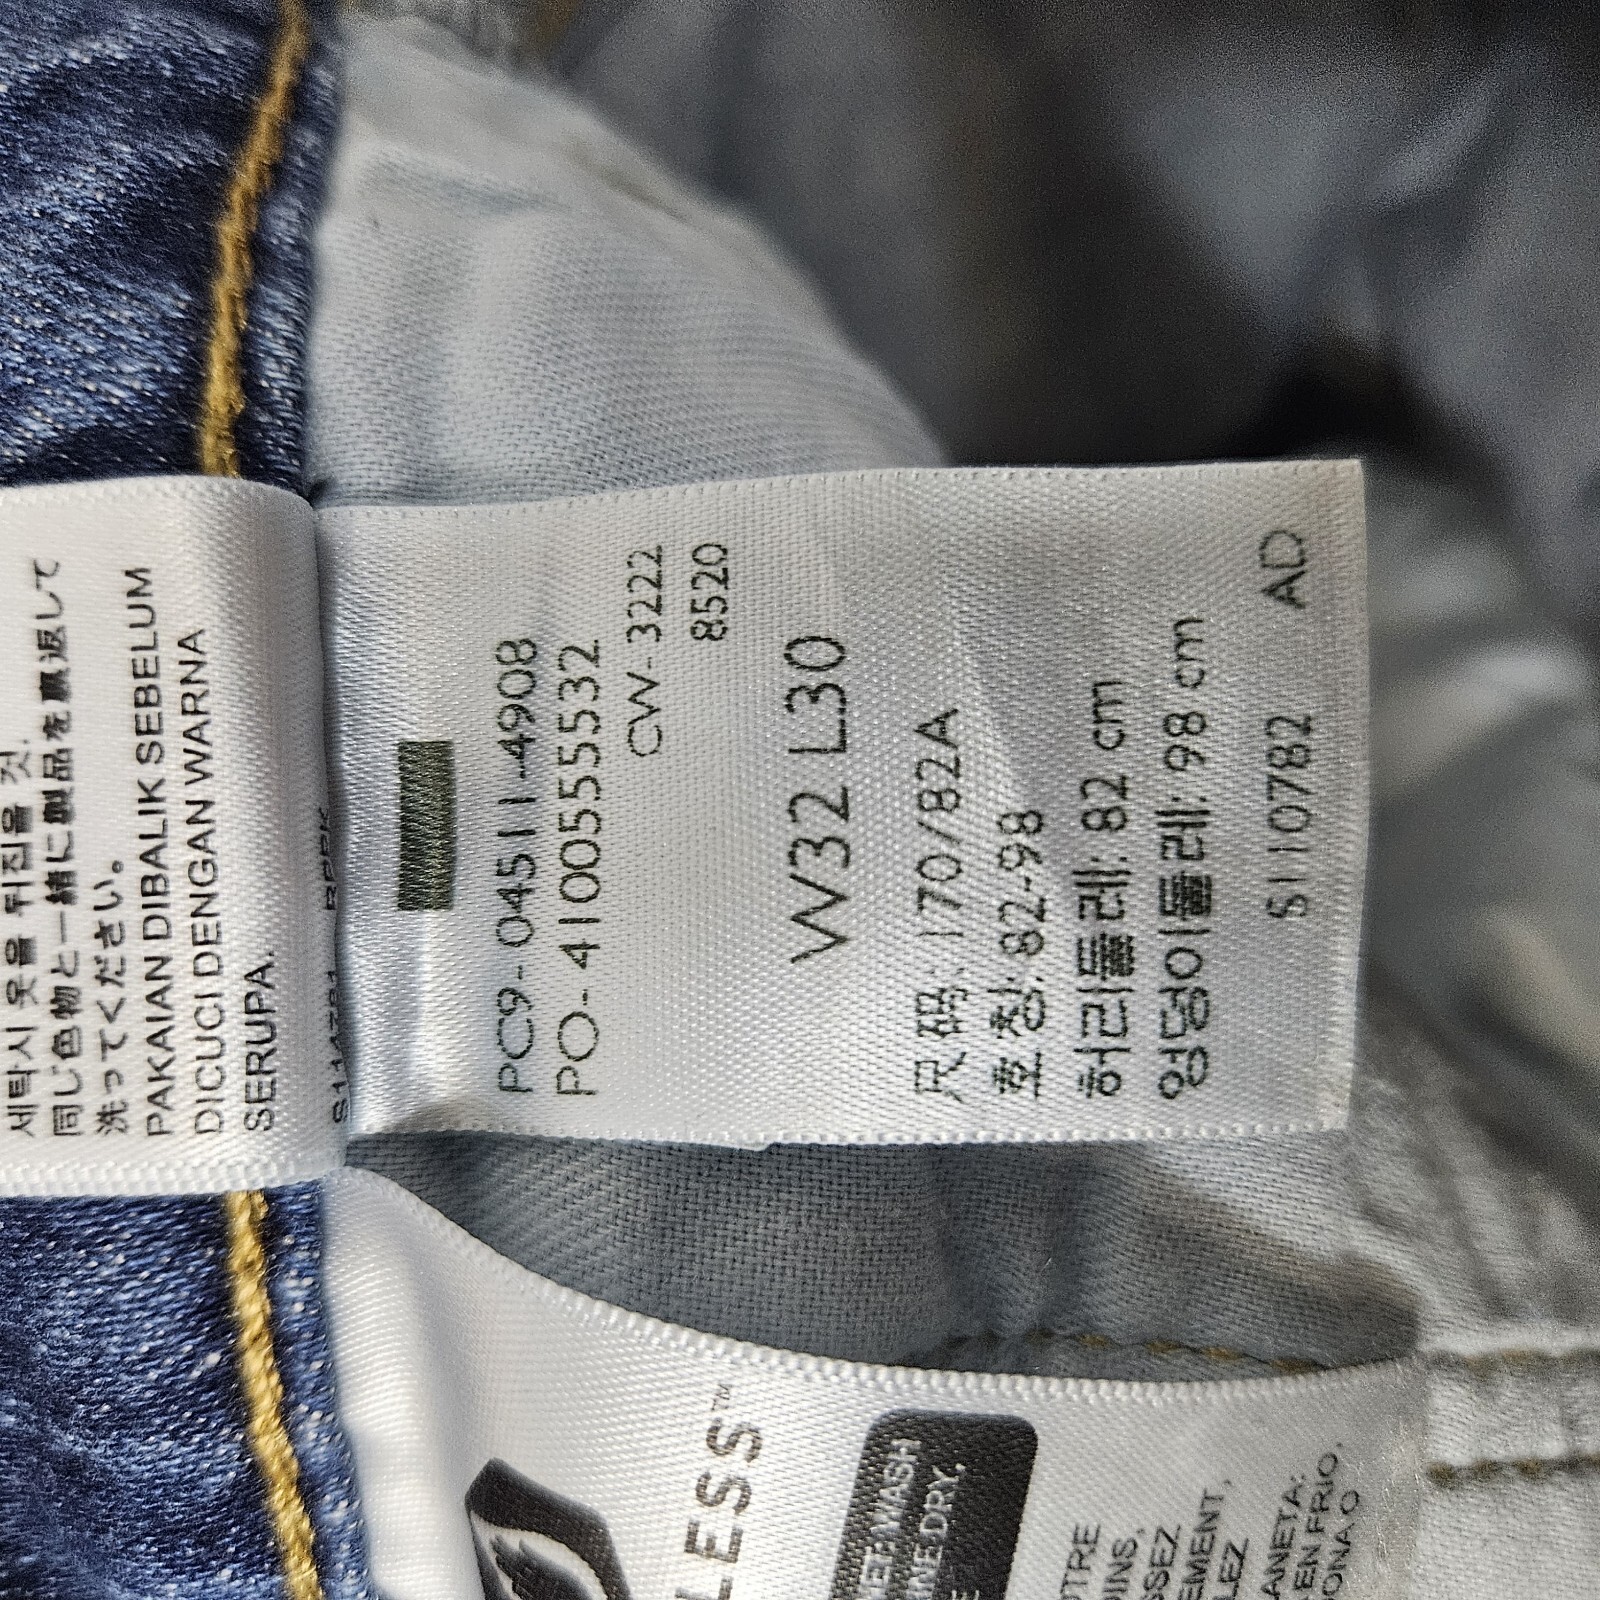 세탁시 옷을 뒤집을 것.
同じ色物と一緒に製品を裏返して
洗ってください。
PAKAIAN DIBALIK SEBELUM
DICUCI DENGAN WARNA
SERUPA.
PC9-04511-4908
PO-4100555532
CW-3222
8520
W32 L30
尺码: 170/82A
호칭: 82-98
허리둘레: 82 cm
엉덩이둘레: 98 cm
S110782 AD
LESS™
WASH
DRY,